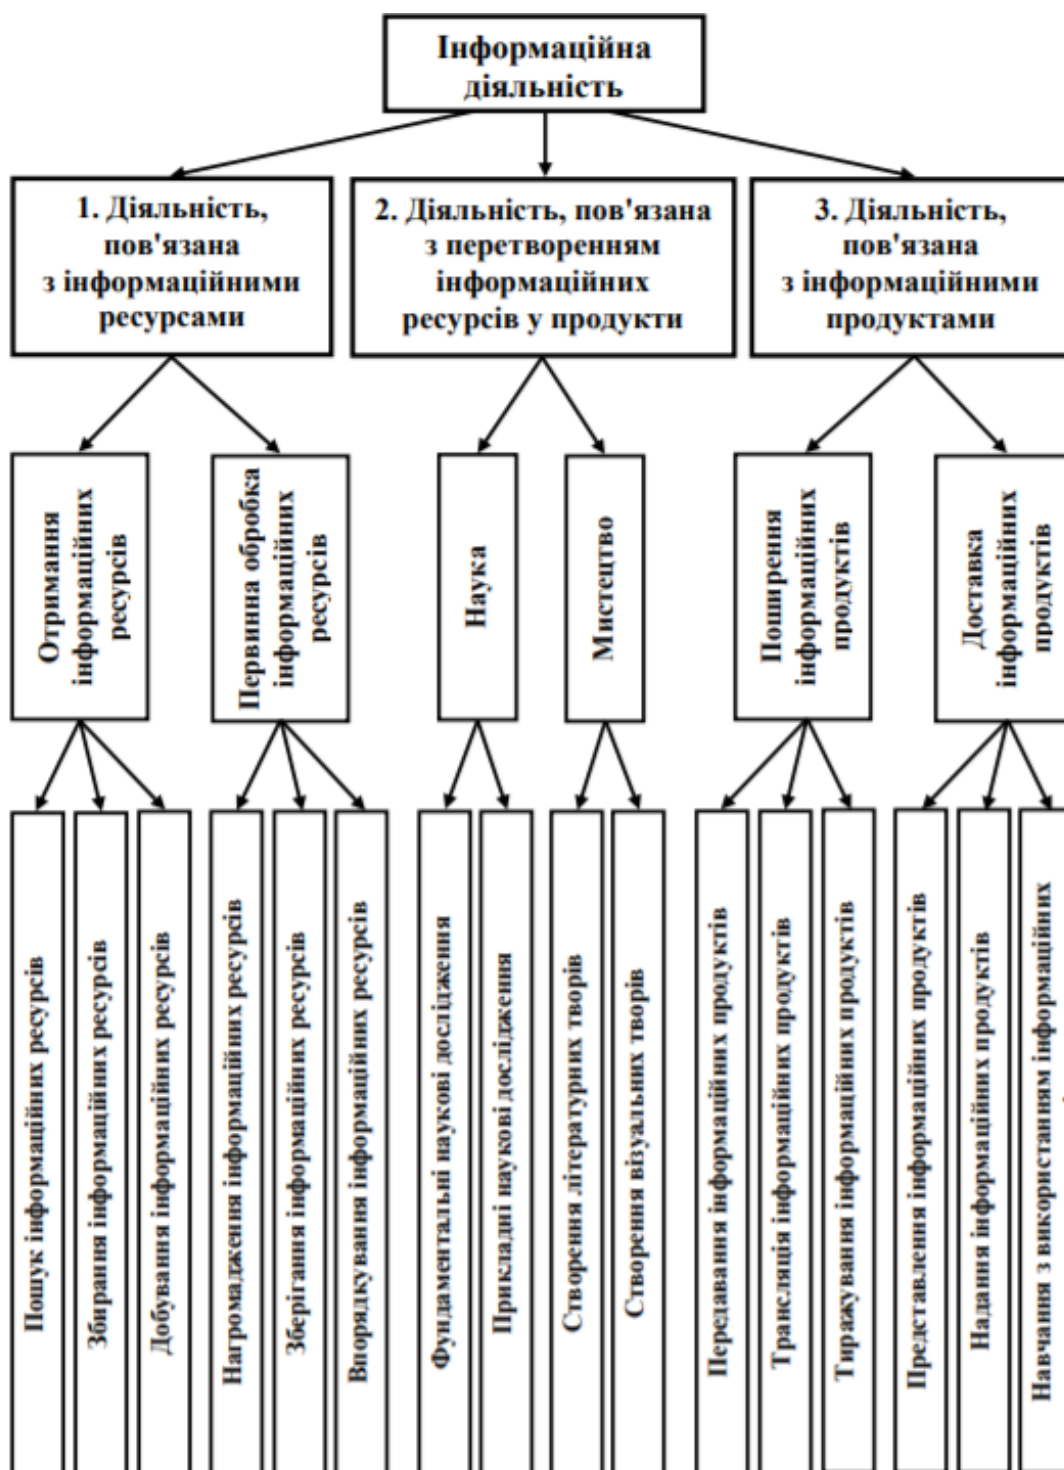 Інформаційна
діяльність
1. Діяльність,
пов'язана
з інформаційними
ресурсами
2. Діяльність, пов'язана
з перетворенням
інформаційних
ресурсів у продукти
3. Діяльність,
пов'язана
з інформаційними
продуктами
Отримання
інформаційних
ресурсів
Первинна обробка
інформаційних
ресурсів
Наука
Мистецтво
Поширення
інформаційних
продуктів
Доставка
інформаційних
продуктів
Пошук інформаційних ресурсів
Збирання інформаційних ресурсів
Добування інформаційних ресурсів
Нагромадження інформаційних ресурсів
Зберігання інформаційних ресурсів
Впорядкування інформаційних ресурсів
Фундаментальні наукові дослідження
Прикладні наукові дослідження
Створення літературних творів
Створення візуальних творів
Передавання інформаційних продуктів
Трансляція інформаційних продуктів
Тиражування інформаційних продуктів
Представлення інформаційних продуктів
Надання інформаційних продуктів
Навчання з використанням інформаційних